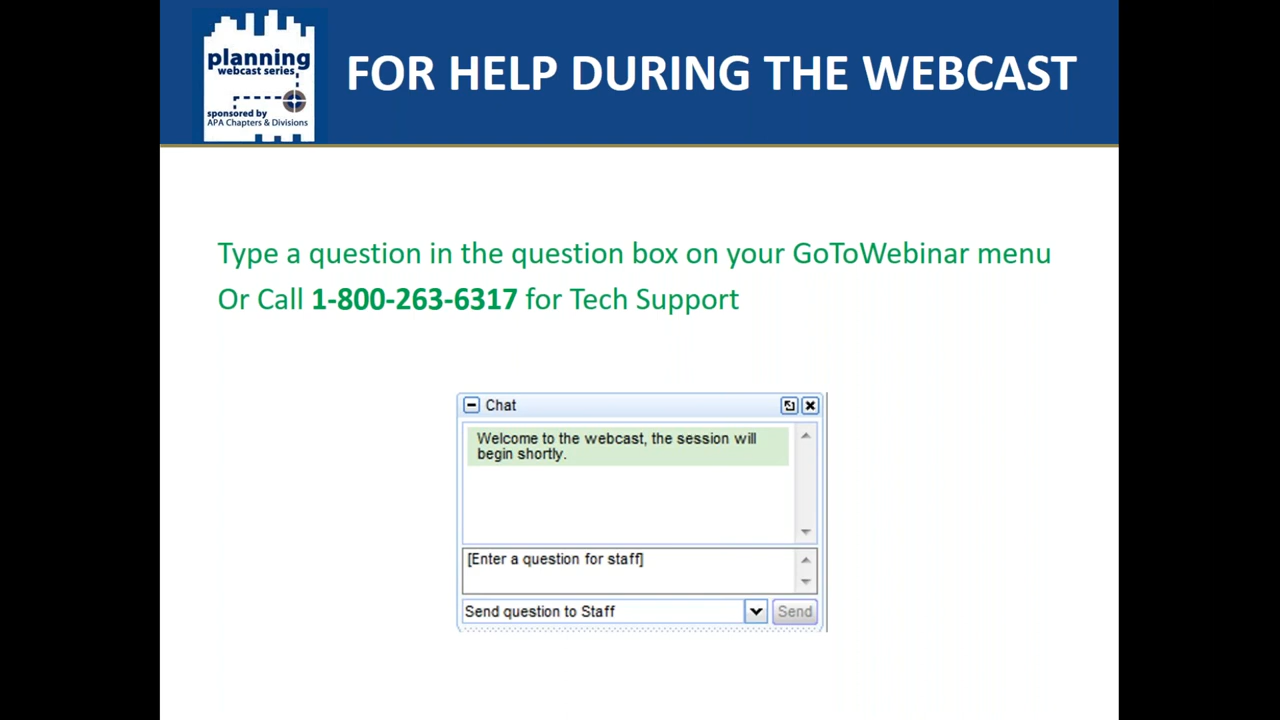 planning
webcast series
sponsored by
APA Chapters & Divisions
FOR HELP DURING THE WEBCAST
Type a question in the question box on your GoToWebinar menu
Or Call 1-800-263-6317 for Tech Support
Chat
Welcome to the webcast, the session will
begin shortly.
[Enter a question for staff]
Send question to Staff
Send